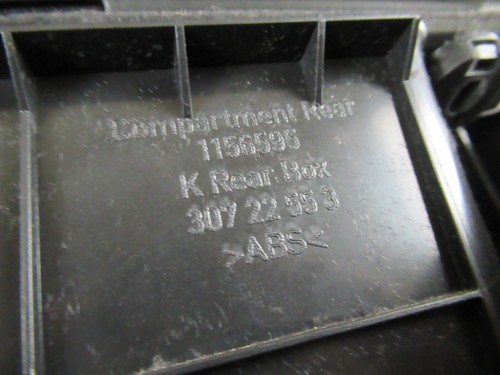 Compartment Rear
1156595
K Rear Box
307 22 55 3
>ABS<